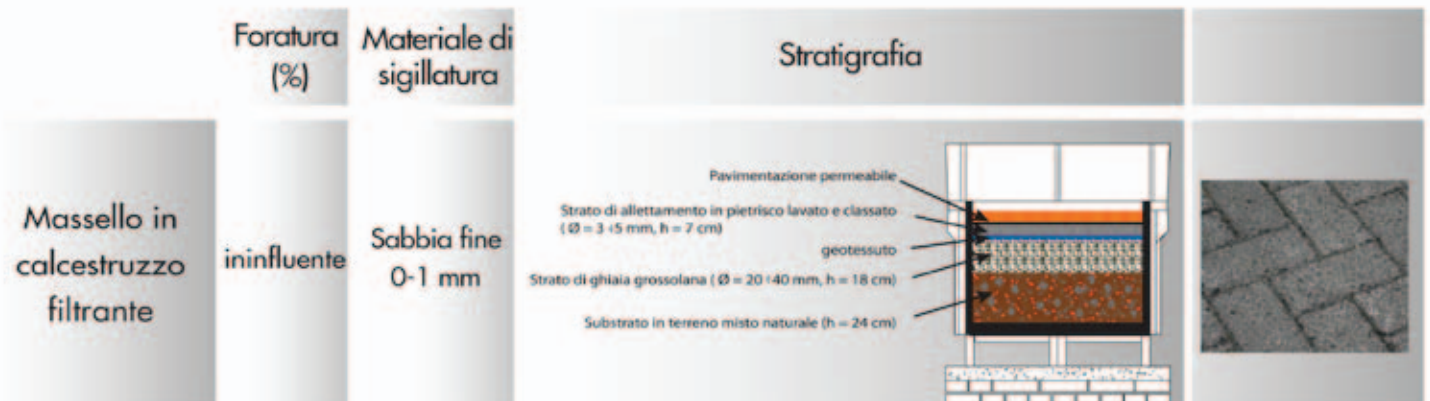 Foratura
(%)
Materiale di
sigillatura
Stratigrafia
Massello in
calcestruzzo
filtrante
ininfluente
Sabbia fine
0-1 mm
Pavimentazione permeabile
Strato di allettamento in pietrisco lavato e classato
( Ø = 3÷5 mm, h = 7 cm)
geotessuto
Strato di ghiaia grossolana ( Ø = 20÷40 mm, h = 18 cm)
Substrato in terreno misto naturale (h = 24 cm)